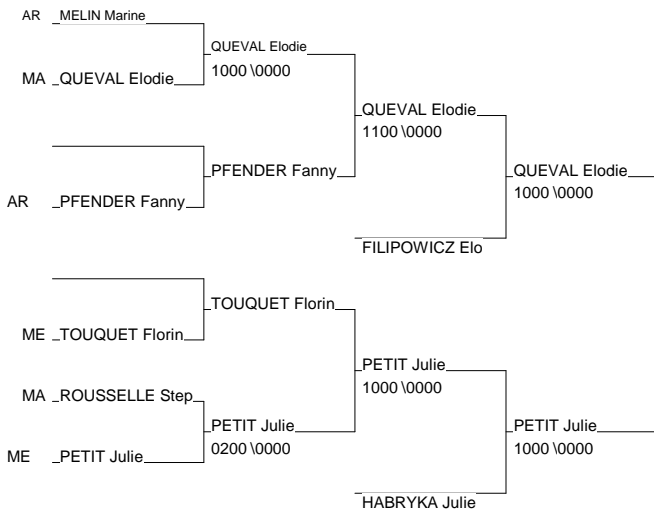 AR MELIN Marine
QUEVAL Elodie
1000 \0000
MA QUEVAL Elodie
QUEVAL Elodie
1100 \0000
PFENDER Fanny
QUEVAL Elodie
1000 \0000
AR PFENDER Fanny
FILIPOWICZ Elo
TOUQUET Florin
ME TOUQUET Florin
PETIT Julie
1000 \0000
MA ROUSSELLE Step
PETIT Julie
0200 \0000
PETIT Julie
1000 \0000
ME PETIT Julie
HABRYKA Julie